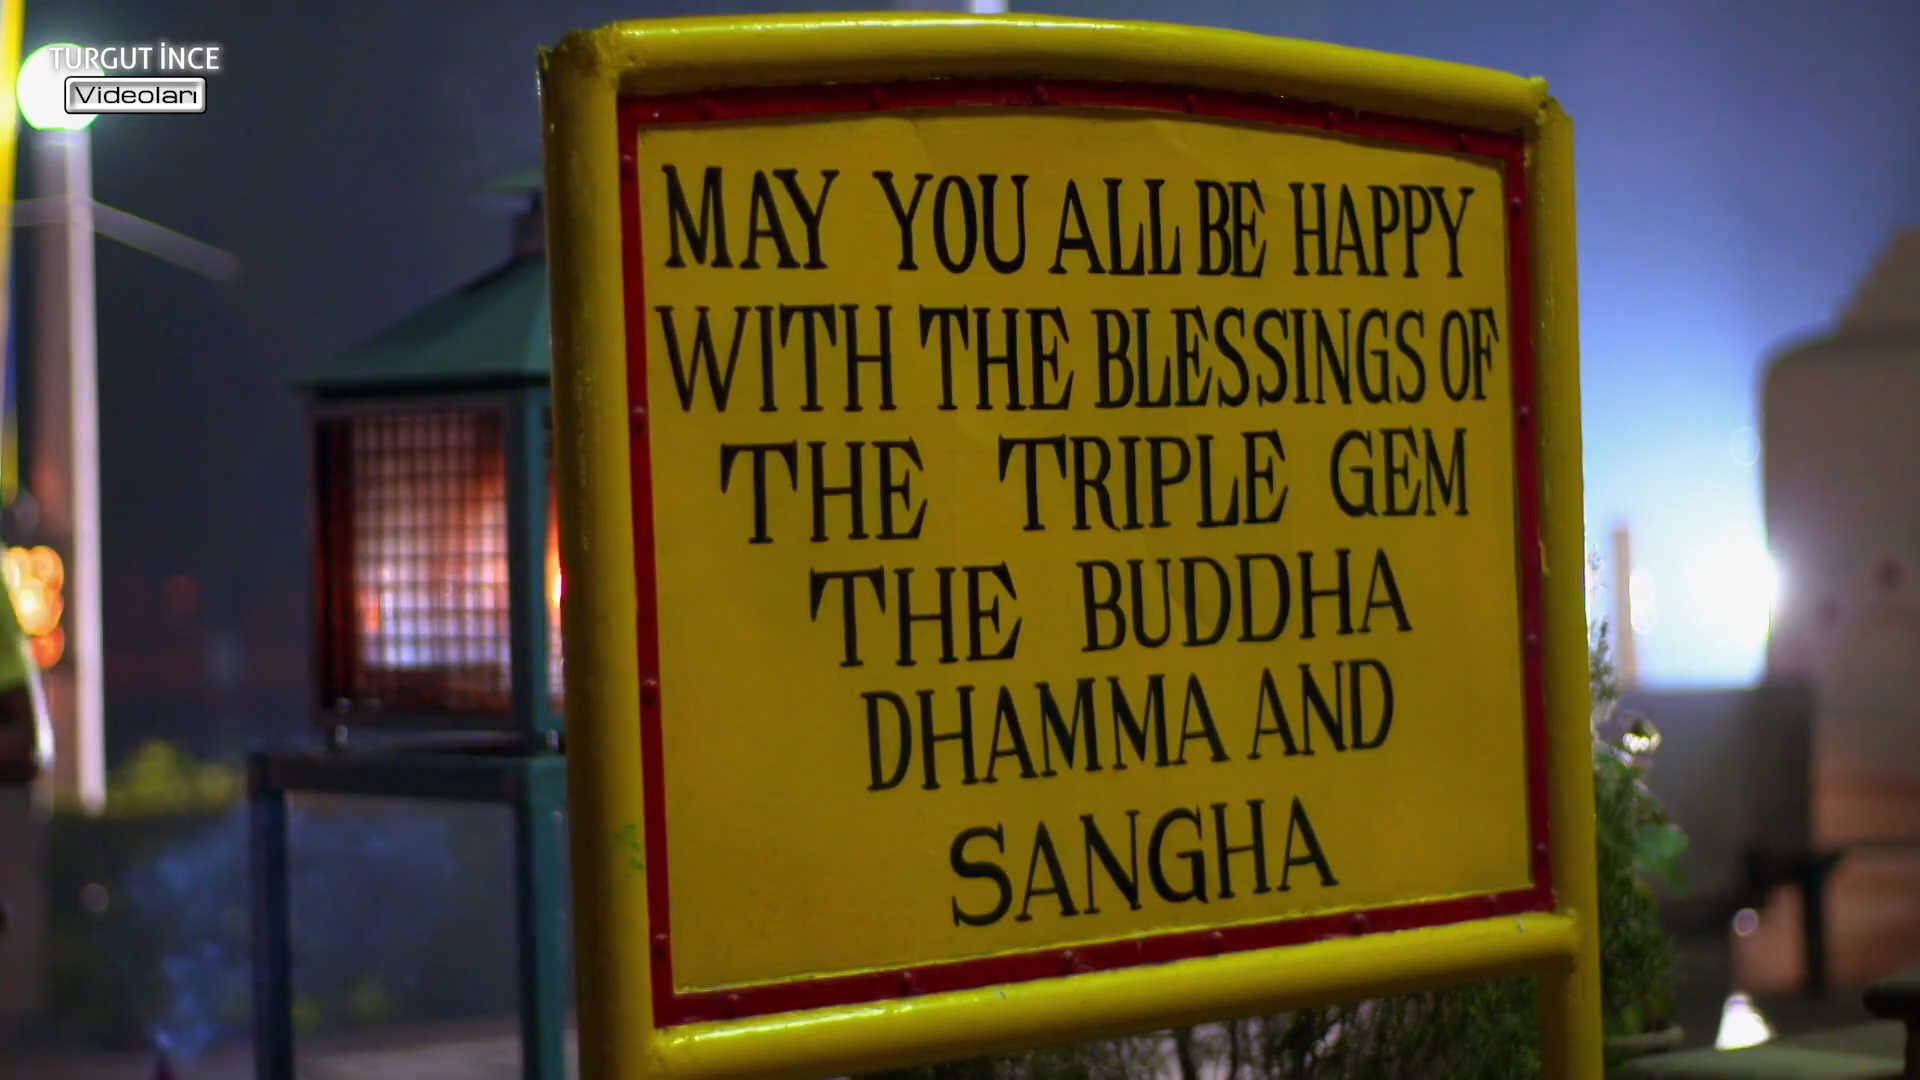 TURGUT İNCE
Videoları
MAY YOU ALL BE HAPPY
WITH THE BLESSINGS OF
THE TRIPLE GEM
THE BUDDHA
DHAMMA AND
SANGHA